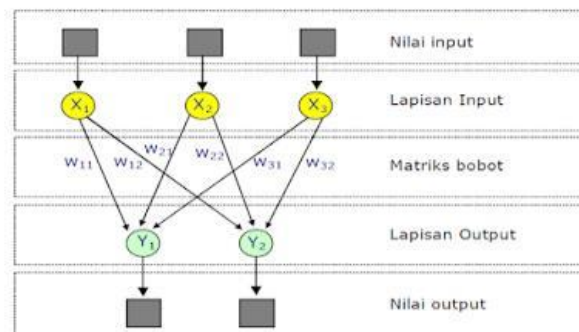 Nilai input
X1 X2 X3 Lapisan Input
W11 W12 W21 W22 W31 W32 Matriks bobot
Y1 Y2 Lapisan Output
Nilai output